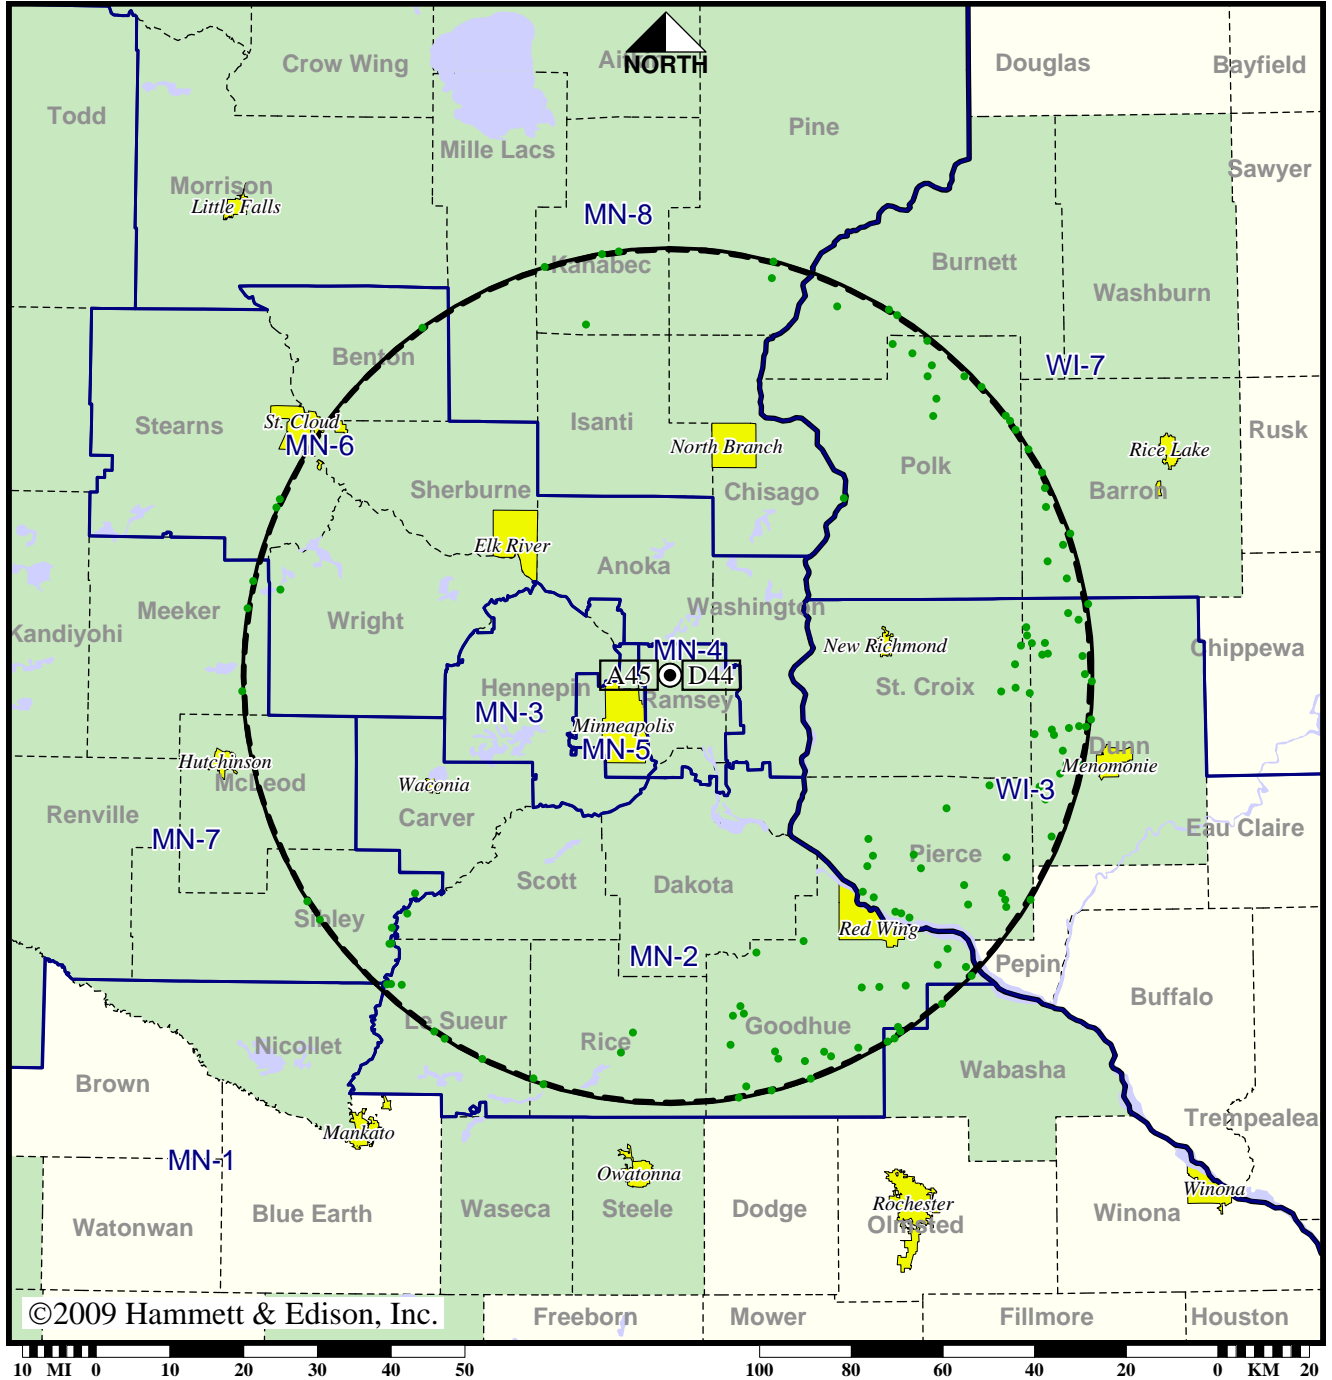 Crow Wing
NORTH
Douglas
Bayfield
Todd
Pine
Mille Lacs
Sawyer
Morrison
Little Falls
MN-8
Kanabec
Burnett
Washburn
Benton
WI-7
Stearns
St. Cloud
MN-6
Isanti
North Branch
Polk
Rice Lake
Rusk
Sherburne
Chisago
Barron
Elk River
Anoka
Meeker
Washington
Kandiyohi
Wright
New Richmond
Chippewa
MN-4
A45
D44
Hennepin
Ramsey
St. Croix
MN-3
Minneapolis
MN-5
Dunn
Menomonie
Hutchinson
McLeod
Waconia
WI-3
Renville
Carver
Eau Claire
MN-7
Pierce
Scott
Dakota
Sibley
Red Wing
MN-2
Pepin
Buffalo
Le Sueur
Goodhue
Nicollet
Rice
Wabasha
Brown
Trempealea
Mankato
MN-1
Owatonna
Winona
Rochester
Watonwan
Blue Earth
Waseca
Steele
Dodge
Olmsted
Winona
©2009 Hammett & Edison, Inc.
Freeborn
Mower
Fillmore
Houston
10 MI 0 10 20 30 40 50 100 80 60 40 20 0 KM 20